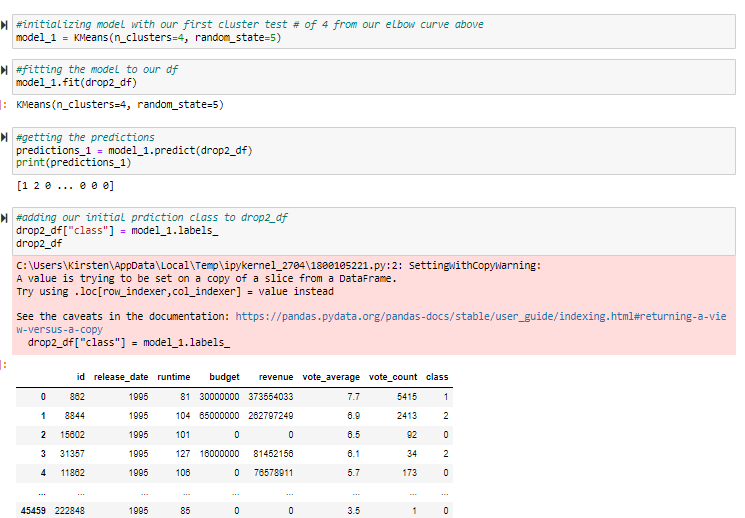 #initializing model with our first cluster test # of 4 from our elbow curve above
model_1 = KMeans(n_clusters=4, random_state=5)
#fitting the model to our df
model_1.fit(drop2_df)
: KMeans(n_clusters=4, random_state=5)
#getting the predictions
predictions_1 = model_1.predict(drop2_df)
print(predictions_1)
[1 2 0 ... 0 0 0]
#adding our initial prdiction class to drop2_df
drop2_df["class"] = model_1.labels_
drop2_df
C:\Users\Kirsten\AppData\Local\Temp\ipykernel_2704\1800105221.py:2: SettingWithCopyWarning:
A value is trying to be set on a copy of a slice from a DataFrame.
Try using .loc[row_indexer,col_indexer] = value instead
See the caveats in the documentation: https://pandas.pydata.org/pandas-docs/stable/user_guide/indexing.html#returning-a-vie
w-versus-a-copy
drop2_df["class"] = model_1.labels_
:
id release_date runtime budget revenue vote_average vote_count class
0 862 1995 81 30000000 373554033 7.7 5415 1
1 8844 1995 104 65000000 262797249 6.9 2413 2
2 15602 1995 101 0 0 6.5 92 0
3 31357 1995 127 16000000 81452156 6.1 34 2
4 11862 1995 106 0 76578911 5.7 173 0
... ... ... ... ... ... ... ... ...
45459 222848 1995 85 0 0 3.5 1 0